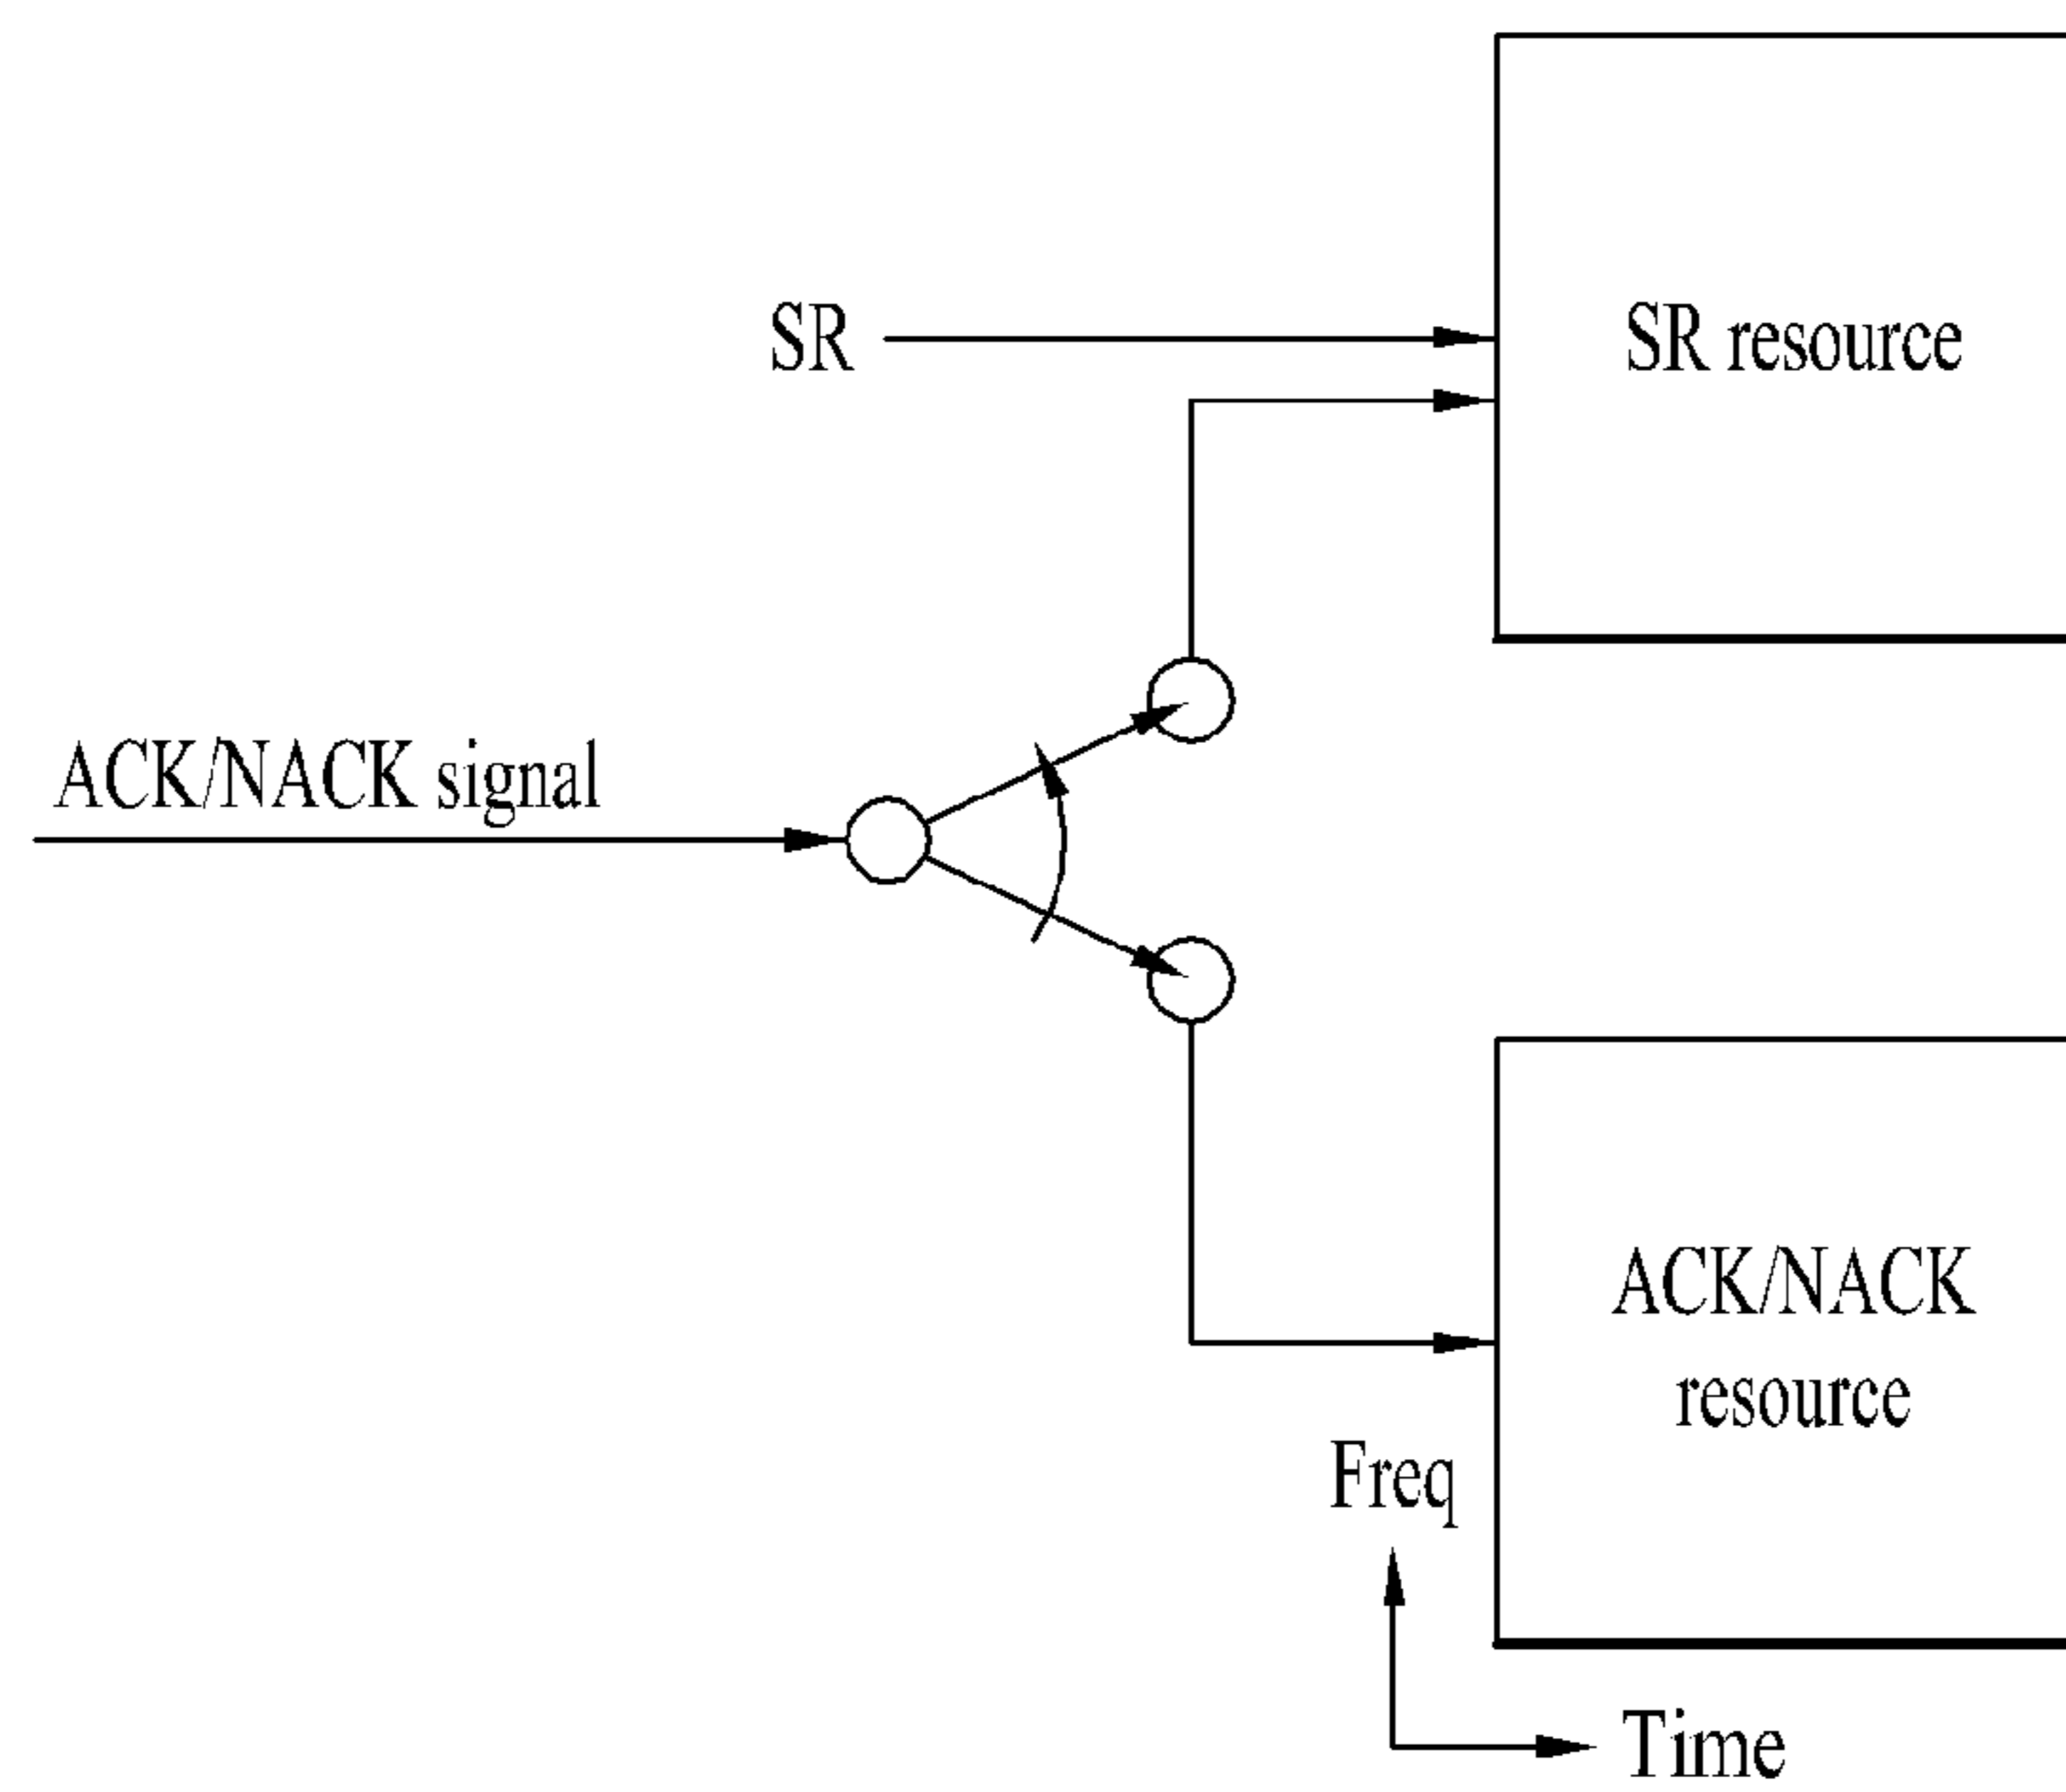 SR
SR resource
ACK/NACK signal
ACK/NACK
resource
Freq
Time